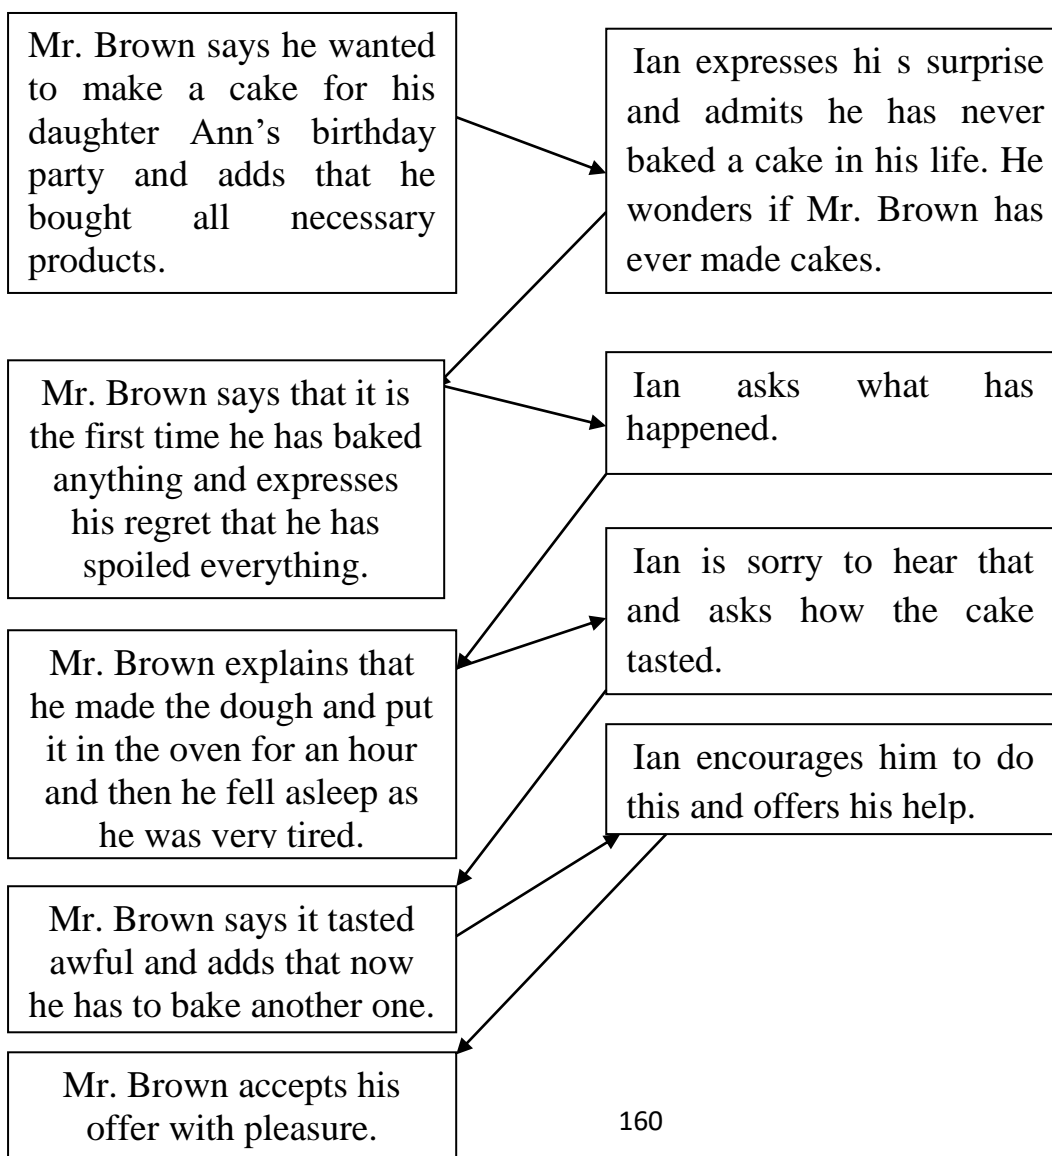 Mr. Brown says he wanted
to make a cake for his
daughter Ann’s birthday
party and adds that he
bought all necessary
products.
Ian expresses hi s surprise
and admits he has never
baked a cake in his life. He
wonders if Mr. Brown has
ever made cakes.
Mr. Brown says that it is
the first time he has baked
anything and expresses
his regret that he has
spoiled everything.
Ian asks what has
happened.
Mr. Brown explains that
he made the dough and put
it in the oven for an hour
and then he fell asleep as
he was very tired.
Ian is sorry to hear that
and asks how the cake
tasted.
Mr. Brown says it tasted
awful and adds that now
he has to bake another one.
Ian encourages him to do
this and offers his help.
Mr. Brown accepts his
offer with pleasure.
160